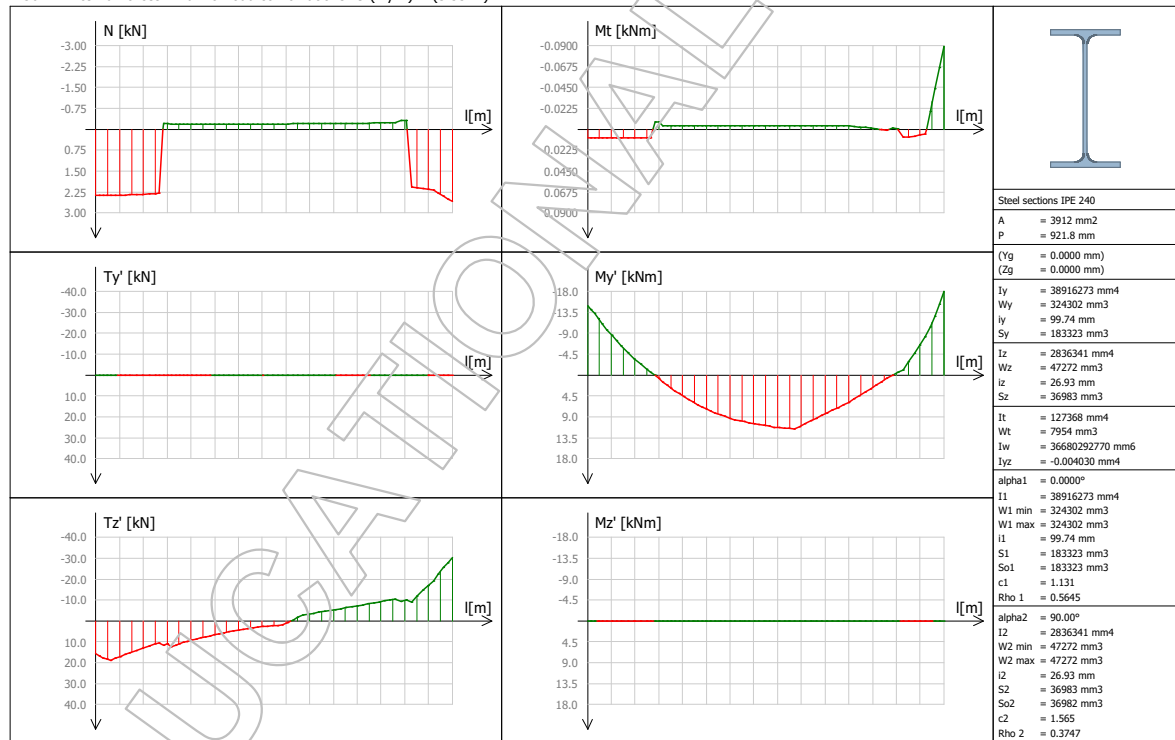 N [kN]
-3.00
-2.25
-1.50
-0.75
l[m]
0.75
1.50
2.25
3.00
Mt [kNm]
-0.0900
-0.0675
-0.0450
-0.0225
l[m]
0.0225
0.0450
0.0675
0.0900
Ty' [kN]
-40.0
-30.0
-20.0
-10.0
l[m]
10.0
20.0
30.0
40.0
My' [kNm]
-18.0
-13.5
-9.0
-4.5
l[m]
4.5
9.0
13.5
18.0
Tz' [kN]
-40.0
-30.0
-20.0
-10.0
l[m]
10.0
20.0
30.0
40.0
Mz' [kNm]
-18.0
-13.5
-9.0
-4.5
l[m]
4.5
9.0
13.5
18.0
Steel sections IPE 240
A = 3912 mm2
P = 921.8 mm
(Yg = 0.0000 mm)
(Zg = 0.0000 mm)
Iy = 38916273 mm4
Wy = 324302 mm3
iy = 99.74 mm
Sy = 183323 mm3
Iz = 2836341 mm4
Wz = 47272 mm3
iz = 26.93 mm
Sz = 36983 mm3
It = 127368 mm4
Wt = 7954 mm3
Iw = 36680292770 mm6
Iyz = -0.004030 mm4
alpha1 = 0.0000°
I1 = 38916273 mm4
W1 min = 324302 mm3
W1 max = 324302 mm3
i1 = 99.74 mm
S1 = 183323 mm3
So1 = 183323 mm3
c1 = 1.131
Rho 1 = 0.5645
alpha2 = 90.00°
I2 = 2836341 mm4
W2 min = 47272 mm3
W2 max = 47272 mm3
i2 = 26.93 mm
S2 = 36983 mm3
So2 = 36982 mm3
c2 = 1.565
Rho 2 = 0.3747
UCATIONAL